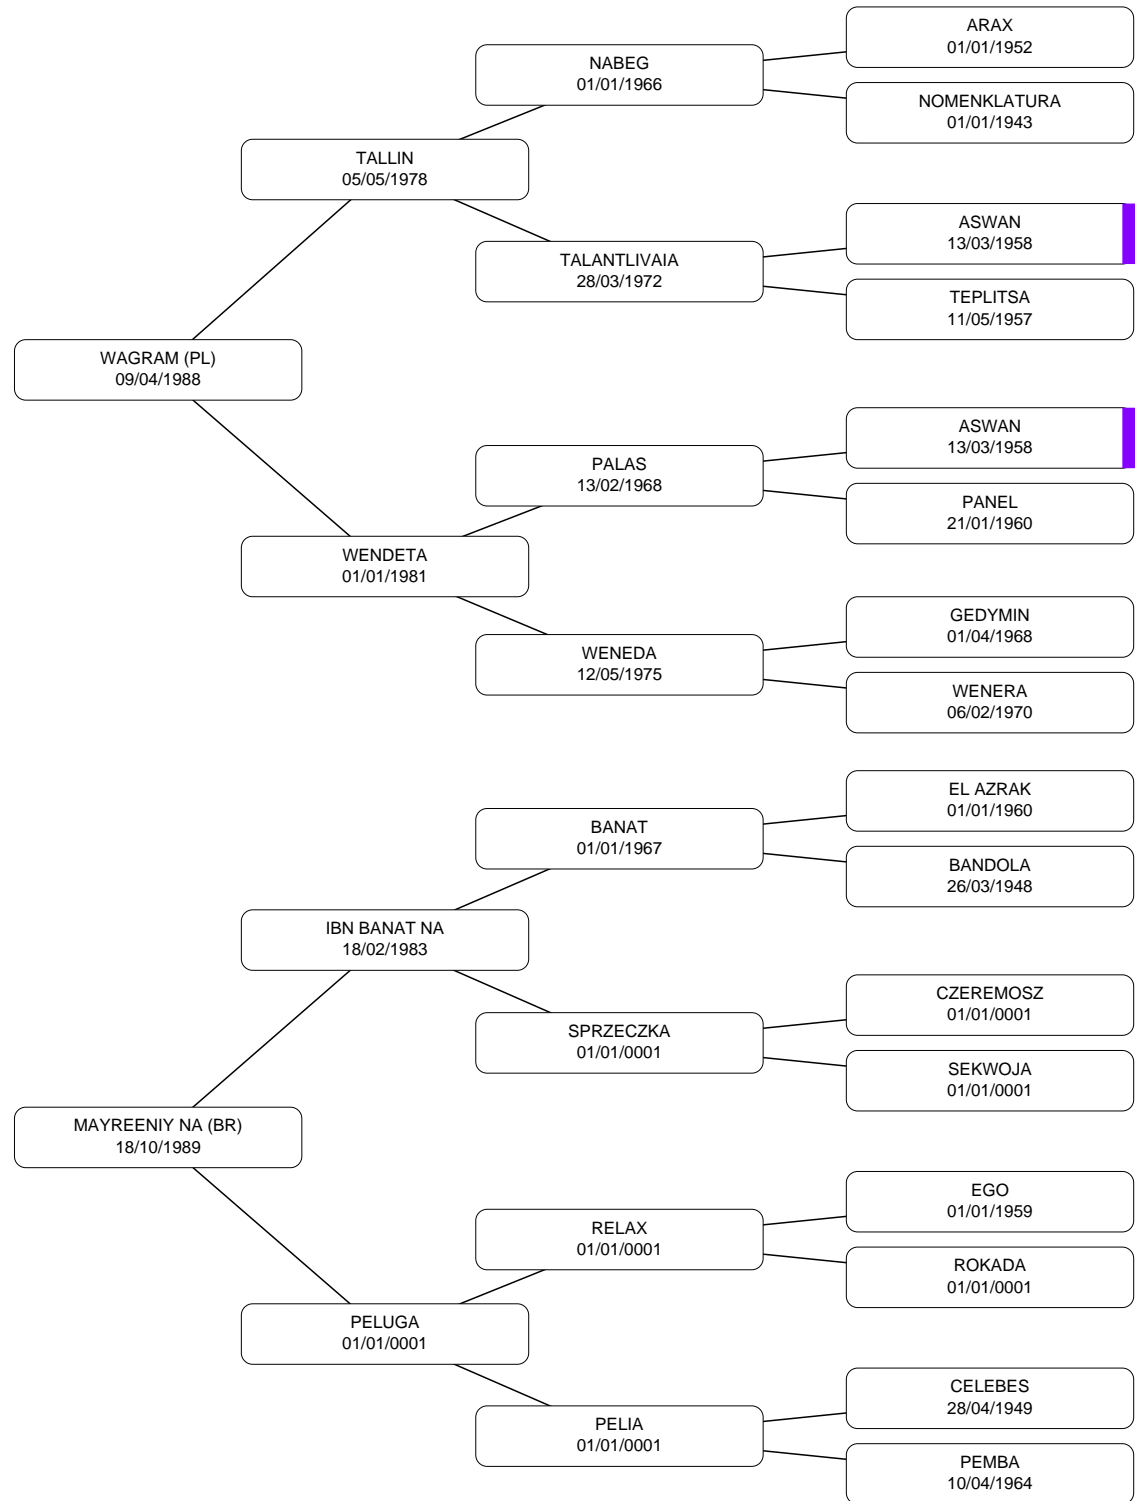 ARAX
01/01/1952
NABEG
01/01/1966
NOMENKLATURA
01/01/1943
TALLIN
05/05/1978
ASWAN
13/03/1958
TALANTLIVAIA
28/03/1972
TEPLITSA
11/05/1957
WAGRAM (PL)
09/04/1988
ASWAN
13/03/1958
PALAS
13/02/1968
PANEL
21/01/1960
WENDETA
01/01/1981
GEDYMIN
01/04/1968
WENEDA
12/05/1975
WENERA
06/02/1970
EL AZRAK
01/01/1960
BANAT
01/01/1967
BANDOLA
26/03/1948
IBN BANAT NA
18/02/1983
CZEREMOSZ
01/01/0001
SPRZECZKA
01/01/0001
SEKWOJA
01/01/0001
MAYREENIY NA (BR)
18/10/1989
EGO
01/01/1959
RELAX
01/01/0001
ROKADA
01/01/0001
PELUGA
01/01/0001
CELEBES
28/04/1949
PELIA
01/01/0001
PEMBA
10/04/1964